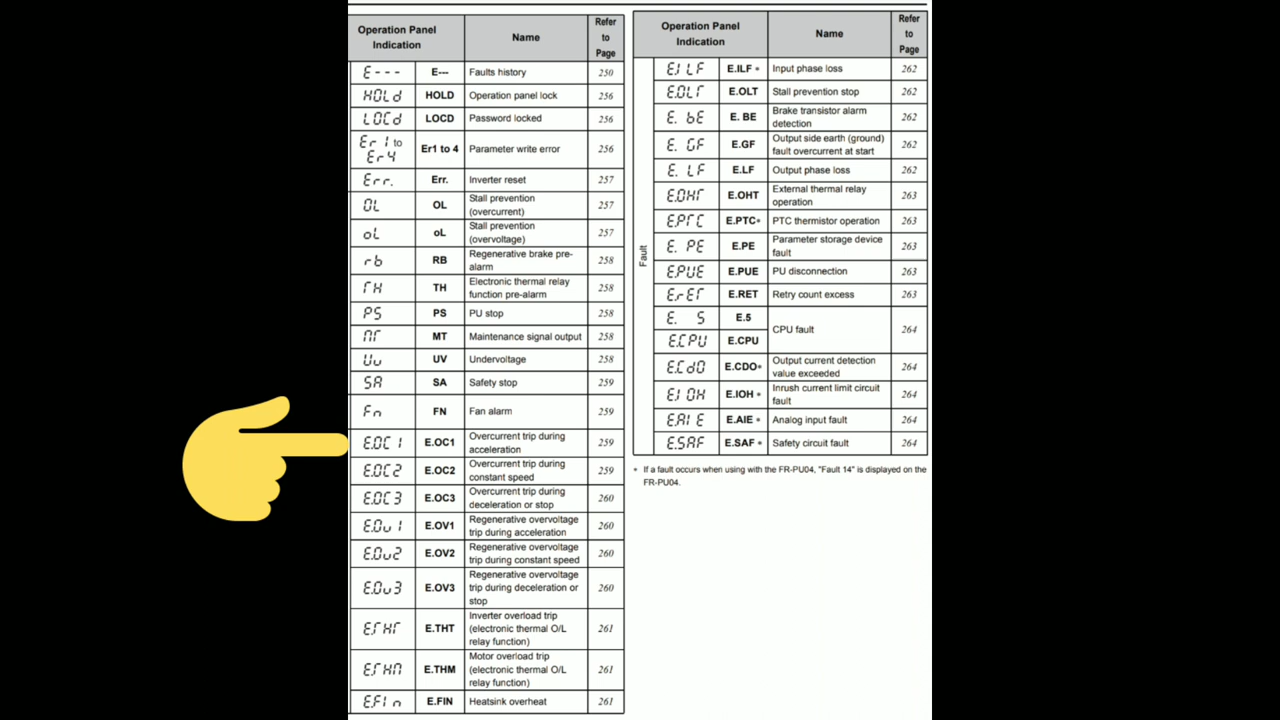 Operation Panel Indication Name Refer to Page
E--- E--- Faults history 250
HOLd HOLD Operation panel lock 256
LOCd LOCD Password locked 256
Er1 to Er4 Er1 to 4 Parameter write error 256
Err. Err. Inverter reset 257
OL OL Stall prevention (overcurrent) 257
oL oL Stall prevention (overvoltage) 257
rb RB Regenerative brake pre-alarm 258
TH TH Electronic thermal relay function pre-alarm 258
PS PS PU stop 258
MT MT Maintenance signal output 258
Uv UV Undervoltage 258
SA SA Safety stop 259
Fn FN Fan alarm 259
E.OC1 E.OC1 Overcurrent trip during acceleration 259
E.OC2 E.OC2 Overcurrent trip during constant speed 259
E.OC3 E.OC3 Overcurrent trip during deceleration or stop 260
E.Ov1 E.OV1 Regenerative overvoltage trip during acceleration 260
E.Ov2 E.OV2 Regenerative overvoltage trip during constant speed 260
E.Ov3 E.OV3 Regenerative overvoltage trip during deceleration or stop 260
E.THT E.THT Inverter overload trip (electronic thermal O/L relay function) 261
E.THM E.THM Motor overload trip (electronic thermal O/L relay function) 261
E.FIn E.FIN Heatsink overheat 261
Operation Panel Indication Name Refer to Page
Fault
E.ILF E.ILF * Input phase loss 262
E.OLT E.OLT Stall prevention stop 262
E. bE E. BE Brake transistor alarm detection 262
E. GF E.GF Output side earth (ground) fault overcurrent at start 262
E. LF E.LF Output phase loss 262
E.OHT E.OHT External thermal relay operation 263
E.PTC E.PTC* PTC thermistor operation 263
E. PE E.PE Parameter storage device fault 263
E.PUE E.PUE PU disconnection 263
E.rET E.RET Retry count excess 263
E. 5 E.5 CPU fault 264
E.CPU E.CPU
E.CdO E.CDO* Output current detection value exceeded 264
E.IOH E.IOH * Inrush current limit circuit fault 264
E.AIE E.AIE * Analog input fault 264
E.SAF E.SAF * Safety circuit fault 264
* If a fault occurs when using with the FR-PU04, "Fault 14" is displayed on the
FR-PU04.